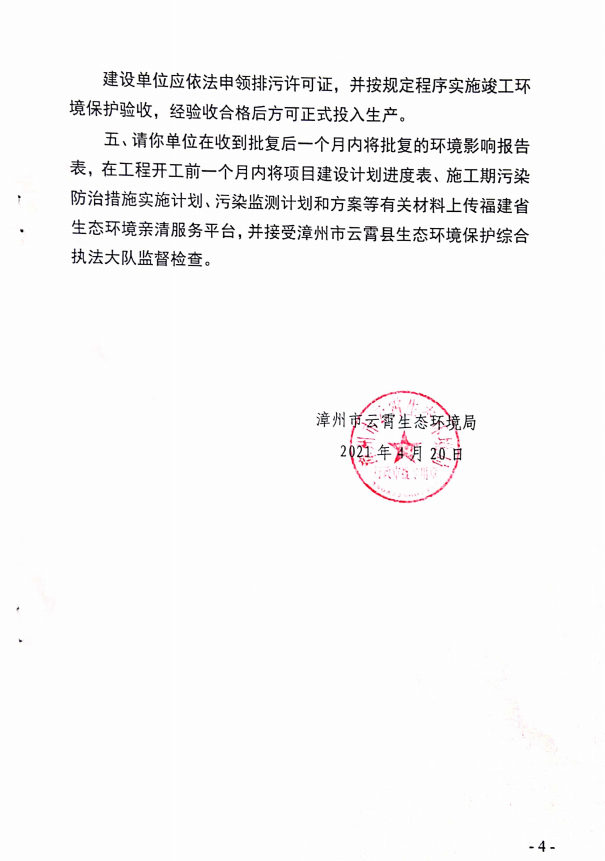 建设单位应依法申领排污许可证，并按规定程序实施竣工环
境保护验收，经验收合格后方可正式投入生产。
五、请你单位在收到批复后一个月内将批复的环境影响报告
表，在工程开工前一个月内将项目建设计划进度表、施工期污染
防治措施实施计划、污染监测计划和方案等有关材料上传福建省
生态环境亲清服务平台，并接受漳州市云霄县生态环境保护综合
执法大队监督检查。
漳州市云霄生态环境局
2021年4月20日
-4-